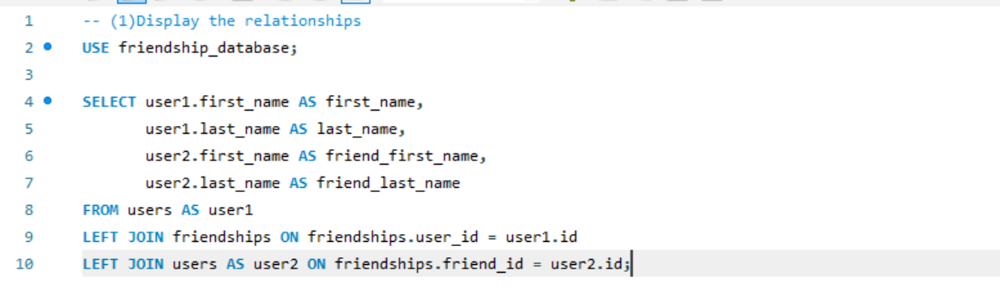 1 -- (1)Display the relationships
2 USE friendship_database;
3
4 SELECT user1.first_name AS first_name,
5 user1.last_name AS last_name,
6 user2.first_name AS friend_first_name,
7 user2.last_name AS friend_last_name
8 FROM users AS user1
9 LEFT JOIN friendships ON friendships.user_id = user1.id
10 LEFT JOIN users AS user2 ON friendships.friend_id = user2.id;